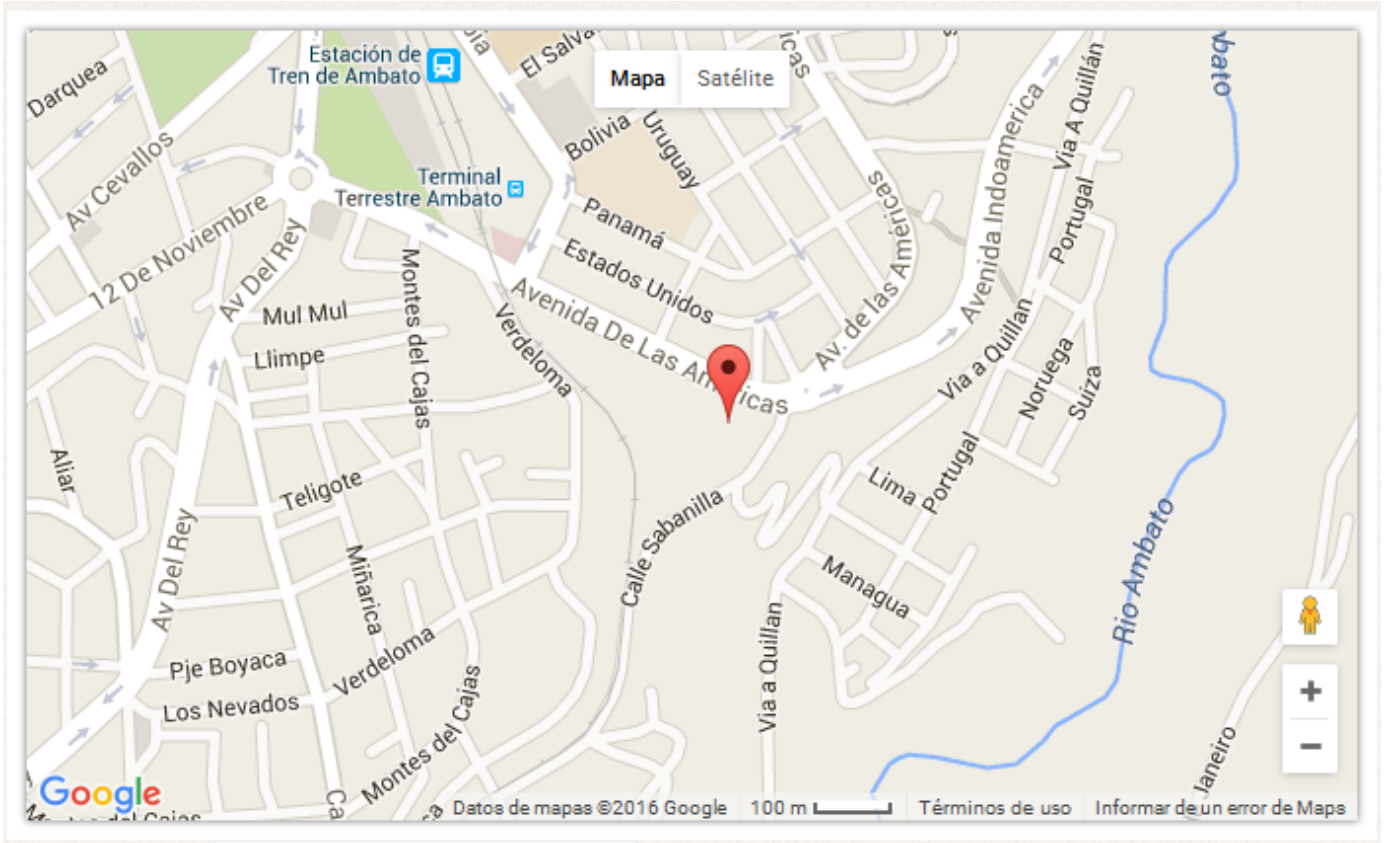 Estación de
Tren de Ambato
El Salva
Mapa
Satélite
Darquea
Av Cevallos
12 De Noviembre
Av Del Rey
Bolivia
Uruguay
Terminal
Terrestre Ambato
Panamá
Estados Unidos
Av. de las Américas
Avenida Indoamerica
Via A Quillán
Portugal
Mul Mul
Llimpe
Montes del Cajas
Verdeloma
Avenida De Las Am icas
Via a Quillan
Noruega
Suiza
Aliar
Teligote
Av Del Rey
Miñarica
Calle Sabanilla
Lima
Portugal
Managua
Rio Ambato
Pje Boyaca
Los Nevados
Verdeloma
Montes del Cajas
Via a Quillan
Janeiro
Google
Datos de mapas ©2016 Google
100 m
Términos de uso
Informar de un error de Maps